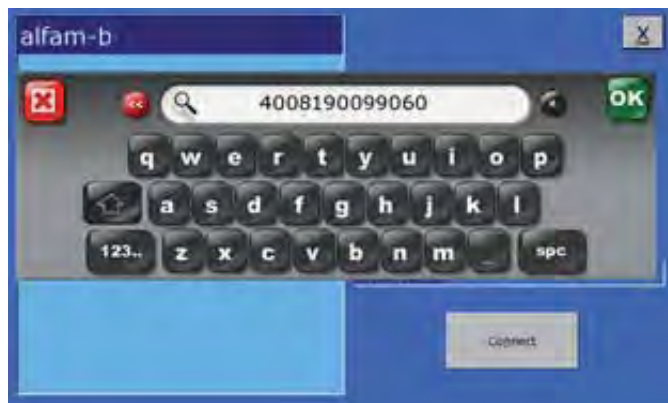 alfam-b
X
<<
4008190099060
OK
q w e r t y u i o p
a s d f g h j k l
123.. z x c v b n m _ spc
Connect